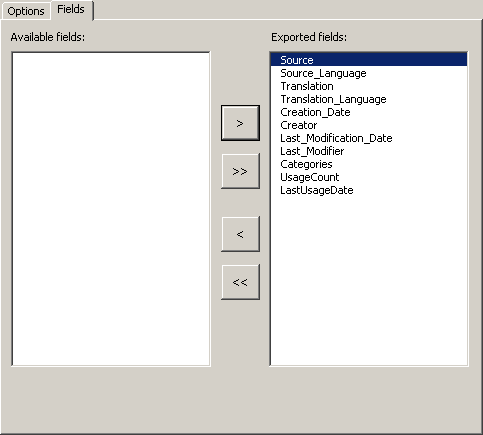 Options
Fields
Available fields:
Exported fields:
Source
Source_Language
Translation
Translation_Language
Creation_Date
Creator
Last_Modification_Date
Last_Modifier
Categories
UsageCount
LastUsageDate
>
>>
<
<<